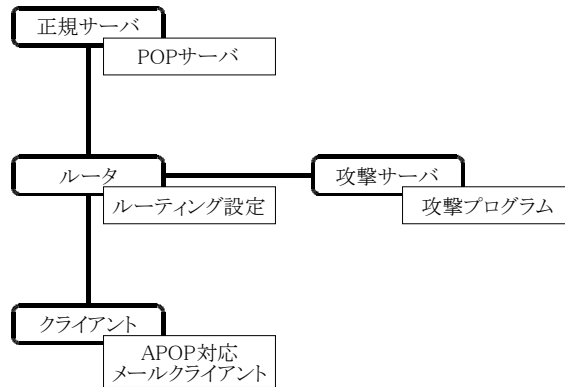 正規サーバ
POPサーバ
ルータ
ルーティング設定
攻撃サーバ
攻撃プログラム
クライアント
APOP対応
メールクライアント